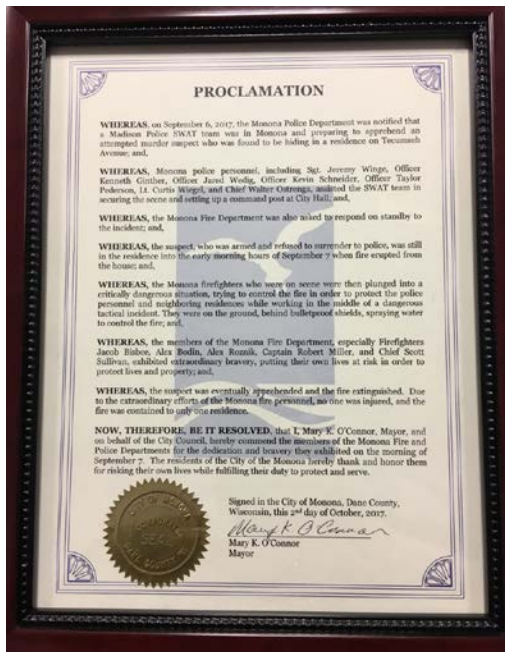 PROCLAMATION
WHEREAS, on September 6, 2017, the Monona Police Department was notified that
a Madison Police SWAT team was in Monona and preparing to apprehend an
attempted murder suspect who was found to be hiding in a residence on Tecumseh
Avenue; and,
WHEREAS, Monona police personnel, including Sgt. Jeremy Winge, Officer
Kenneth Ginther, Officer Jared Wedig, Officer Kevin Schneider, Officer Taylor
Pederson, Lt. Curtis Wiegel, and Chief Walter Ostrenga, assisted the SWAT team in
securing the scene and setting up a command post at City Hall; and,
WHEREAS, the Monona Fire Department was also asked to respond on standby to
the incident; and,
WHEREAS, the suspect, who was armed and refused to surrender to police, was still
in the residence into the early morning hours of September 7 when fire erupted from
the house; and,
WHEREAS, the Monona firefighters who were on scene were then plunged into a
critically dangerous situation, trying to control the fire in order to protect the police
personnel and neighboring residences while working in the middle of a dangerous
tactical incident. They were on the ground, behind bulletproof shields, spraying water
to control the fire; and,
WHEREAS, the members of the Monona Fire Department, especially Firefighters
Jacob Bisbee, Alex Bodin, Alex Roznik, Captain Robert Miller, and Chief Scott
Sullivan, exhibited extraordinary bravery, putting their own lives at risk in order to
protect lives and property; and,
WHEREAS, the suspect was eventually apprehended and the fire extinguished. Due
to the extraordinary efforts of the Monona fire personnel, no one was injured, and the
fire was contained to only one residence.
NOW, THEREFORE, BE IT RESOLVED, that I, Mary K. O'Connor, Mayor, and
on behalf of the City Council, hereby commend the members of the Monona Fire and
Police Departments for the dedication and bravery they exhibited on the morning of
September 7. The residents of the City of the Monona hereby thank and honor them
for risking their own lives while fulfilling their duty to protect and serve.
Signed in the City of Monona, Dane County,
Wisconsin, this 2nd day of October, 2017.
Mary K O'Connor
Mary K. O'Connor
Mayor